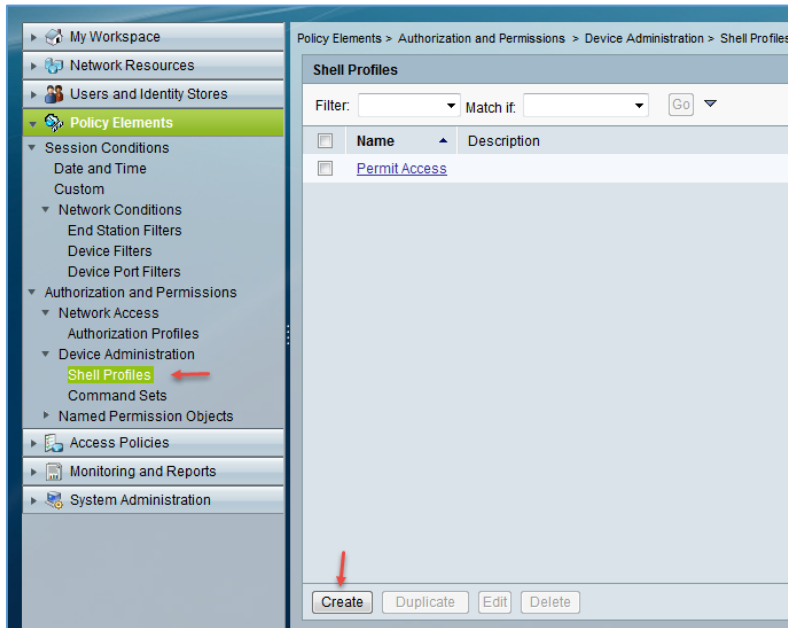 My Workspace
Network Resources
Users and Identity Stores
Policy Elements
Session Conditions
Date and Time
Custom
Network Conditions
End Station Filters
Device Filters
Device Port Filters
Authorization and Permissions
Network Access
Authorization Profiles
Device Administration
Shell Profiles
Command Sets
Named Permission Objects
Access Policies
Monitoring and Reports
System Administration
Policy Elements > Authorization and Permissions > Device Administration > Shell Profiles
Shell Profiles
Filter: Match if: Go
Name Description
Permit Access
Create Duplicate Edit Delete